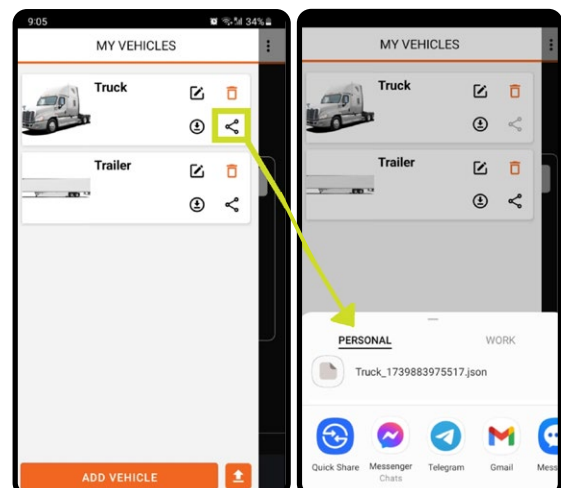 9:05
34%
MY VEHICLES
Truck
Trailer
ADD VEHICLE
MY VEHICLES
Truck
Trailer
PERSONAL
WORK
Truck_1739883975517.json
Quick Share
Messenger
Chats
Telegram
Gmail
Mess